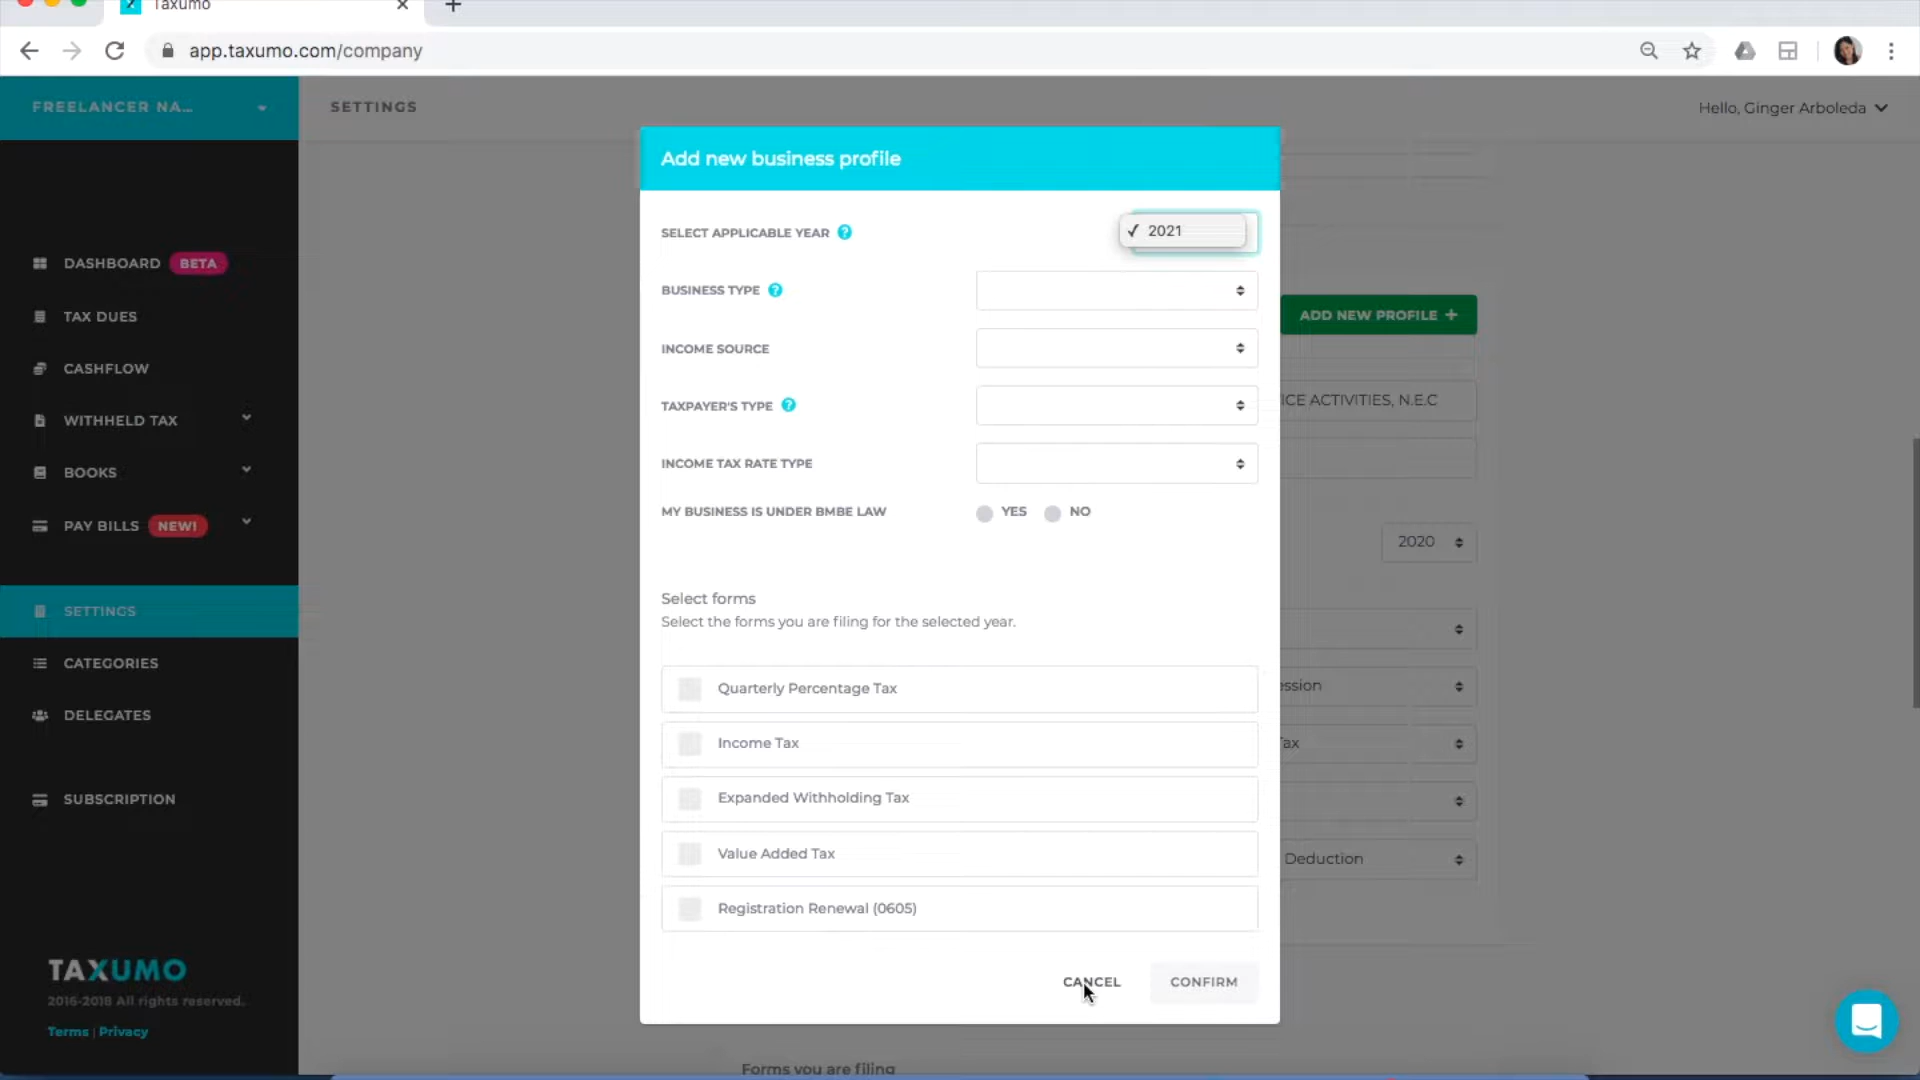 Taxumo
app.taxumo.com/company
FREELANCER NA...
SETTINGS
Hello, Ginger Arboleda
Add new business profile
SELECT APPLICABLE YEAR ?
✓ 2021
DASHBOARD BETA
BUSINESS TYPE ?
TAX DUES
ADD NEW PROFILE +
INCOME SOURCE
CASHFLOW
TAXPAYER'S TYPE ?
ICE ACTIVITIES, N.E.C
WITHHELD TAX
INCOME TAX RATE TYPE
BOOKS
MY BUSINESS IS UNDER BMBE LAW
YES NO
PAY BILLS NEW!
2020
Select forms
SETTINGS
Select the forms you are filing for the selected year.
CATEGORIES
Quarterly Percentage Tax
ession
DELEGATES
Income Tax
Tax
Expanded Withholding Tax
SUBSCRIPTION
Value Added Tax
Deduction
Registration Renewal (0605)
TAXUMO
CANCEL
CONFIRM
2016-2018 All rights reserved.
Terms | Privacy
Forms you are filing